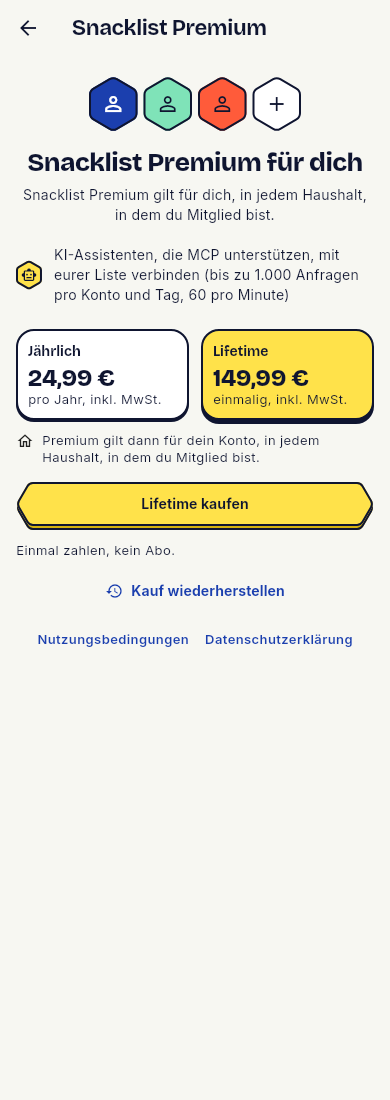 Snacklist Premium
Snacklist Premium für dich
Snacklist Premium gilt für dich, in jedem Haushalt,
in dem du Mitglied bist.
KI-Assistenten, die MCP unterstützen, mit
eurer Liste verbinden (bis zu 1.000 Anfragen
pro Konto und Tag, 60 pro Minute)
Jährlich
24,99 €
pro Jahr, inkl. MwSt.
Lifetime
149,99 €
einmalig, inkl. MwSt.
Premium gilt dann für dein Konto, in jedem
Haushalt, in dem du Mitglied bist.
Lifetime kaufen
Einmal zahlen, kein Abo.
Kauf wiederherstellen
Nutzungsbedingungen Datenschutzerklärung